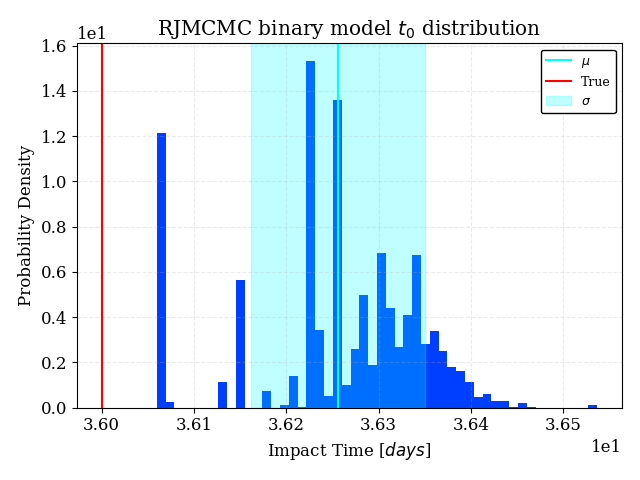 RJMCMC binary model t₀ distribution
1e1
1.6
1.4
1.2
1.0
0.8
0.6
0.4
0.2
0.0
Probability Density
μ
True
σ
3.60 3.61 3.62 3.63 3.64 3.65
1e1
Impact Time [days]